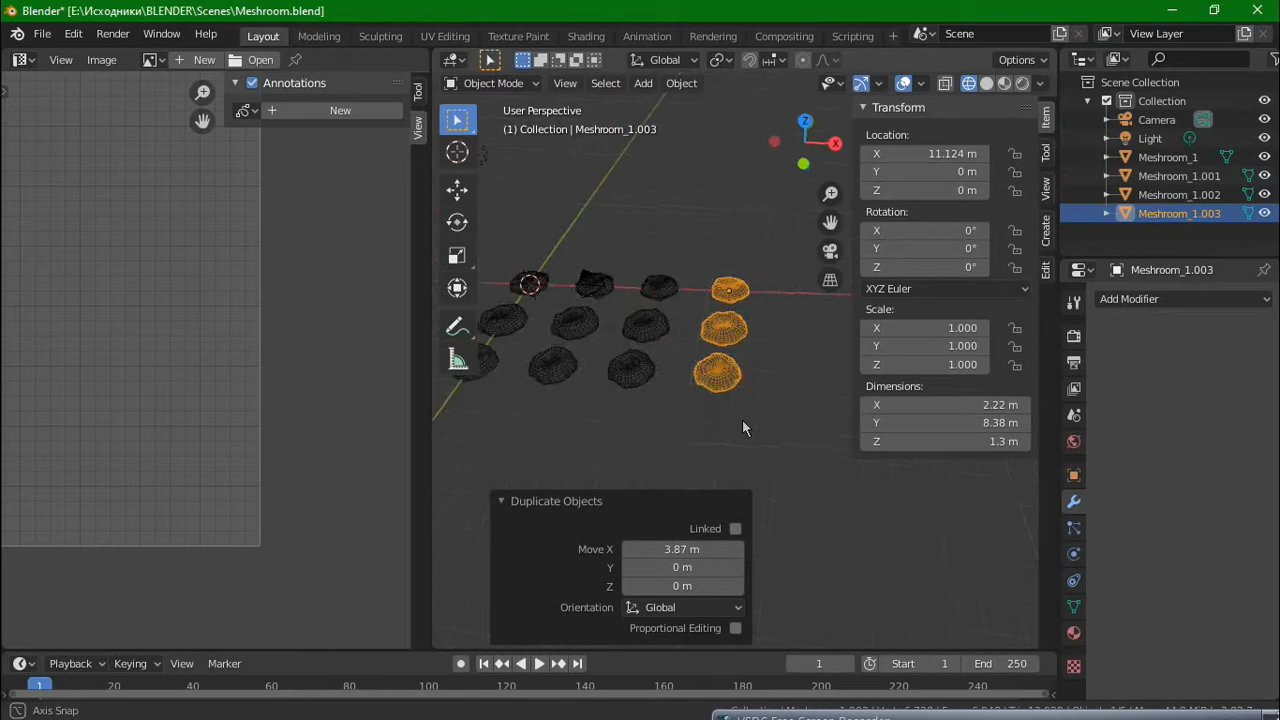 Blender* [E:\Исходники\BLENDER\Scenes\Meshroom.blend]
File Edit Render Window Help Layout Modeling Sculpting UV Editing Texture Paint Shading Animation Rendering Compositing Scripting + Scene View Layer
View Image + New Open Global Options
Annotations
+ New
Tool
View
Object Mode View Select Add Object
User Perspective
(1) Collection | Meshroom_1.003
Z
X
Transform
Location:
X 11.124 m
Y 0 m
Z 0 m
Rotation:
X 0°
Y 0°
Z 0°
XYZ Euler
Scale:
X 1.000
Y 1.000
Z 1.000
Dimensions:
X 2.22 m
Y 8.38 m
Z 1.3 m
Item
Tool
View
Create
Edit
Scene Collection
Collection
Camera
Light
Meshroom_1
Meshroom_1.001
Meshroom_1.002
Meshroom_1.003
Meshroom_1.003
Add Modifier
Duplicate Objects
Linked
Move X 3.87 m
Y 0 m
Z 0 m
Orientation Global
Proportional Editing
Playback Keying View Marker 1 Start 1 End 250
1 20 40 60 80 100 120 140 160 180 200 220 240
Axis Snap